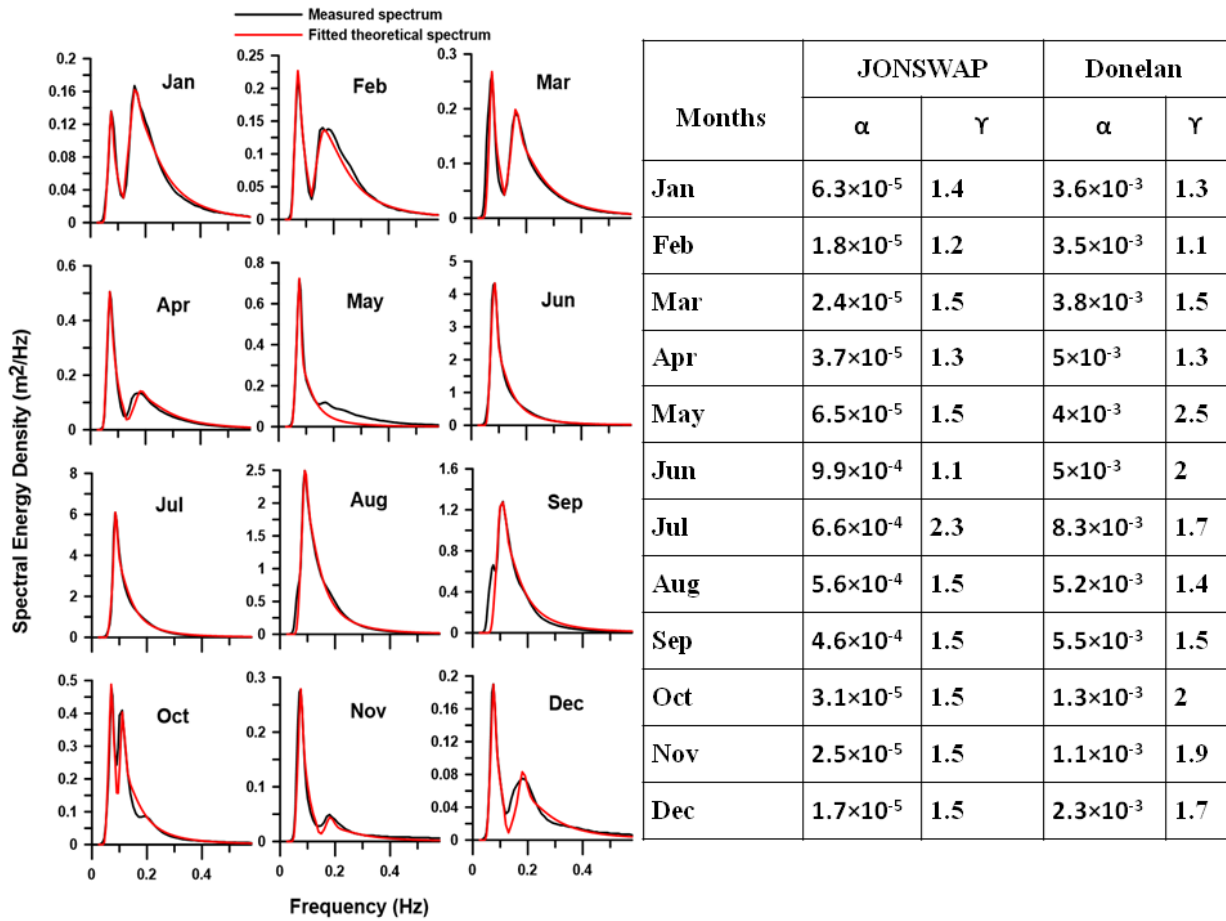 Measured spectrum
Fitted theoretical spectrum
Spectral Energy Density (m²/Hz)
0.2
0.16
0.12
0.08
0.04
0
Jan
0.25
0.2
0.15
0.1
0.05
0
Feb
0.3
0.2
0.1
0
Mar
0.6
0.4
0.2
0
Apr
0.8
0.6
0.4
0.2
0
May
5
4
3
2
1
0
Jun
8
6
4
2
0
Jul
2.5
2
1.5
1
0.5
0
Aug
1.6
1.2
0.8
0.4
0
Sep
0.5
0.4
0.3
0.2
0.1
0
Oct
0.3
0.2
0.1
0
Nov
0.2
0.16
0.12
0.08
0.04
0
Dec
0 0.2 0.4
0 0.2 0.4
0 0.2 0.4
Frequency (Hz)
Months JONSWAP Donelan
α ϒ α ϒ
Jan 6.3×10⁻⁵ 1.4 3.6×10⁻³ 1.3
Feb 1.8×10⁻⁵ 1.2 3.5×10⁻³ 1.1
Mar 2.4×10⁻⁵ 1.5 3.8×10⁻³ 1.5
Apr 3.7×10⁻⁵ 1.3 5×10⁻³ 1.3
May 6.5×10⁻⁵ 1.5 4×10⁻³ 2.5
Jun 9.9×10⁻⁴ 1.1 5×10⁻³ 2
Jul 6.6×10⁻⁴ 2.3 8.3×10⁻³ 1.7
Aug 5.6×10⁻⁴ 1.5 5.2×10⁻³ 1.4
Sep 4.6×10⁻⁴ 1.5 5.5×10⁻³ 1.5
Oct 3.1×10⁻⁵ 1.5 1.3×10⁻³ 2
Nov 2.5×10⁻⁵ 1.5 1.1×10⁻³ 1.9
Dec 1.7×10⁻⁵ 1.5 2.3×10⁻³ 1.7